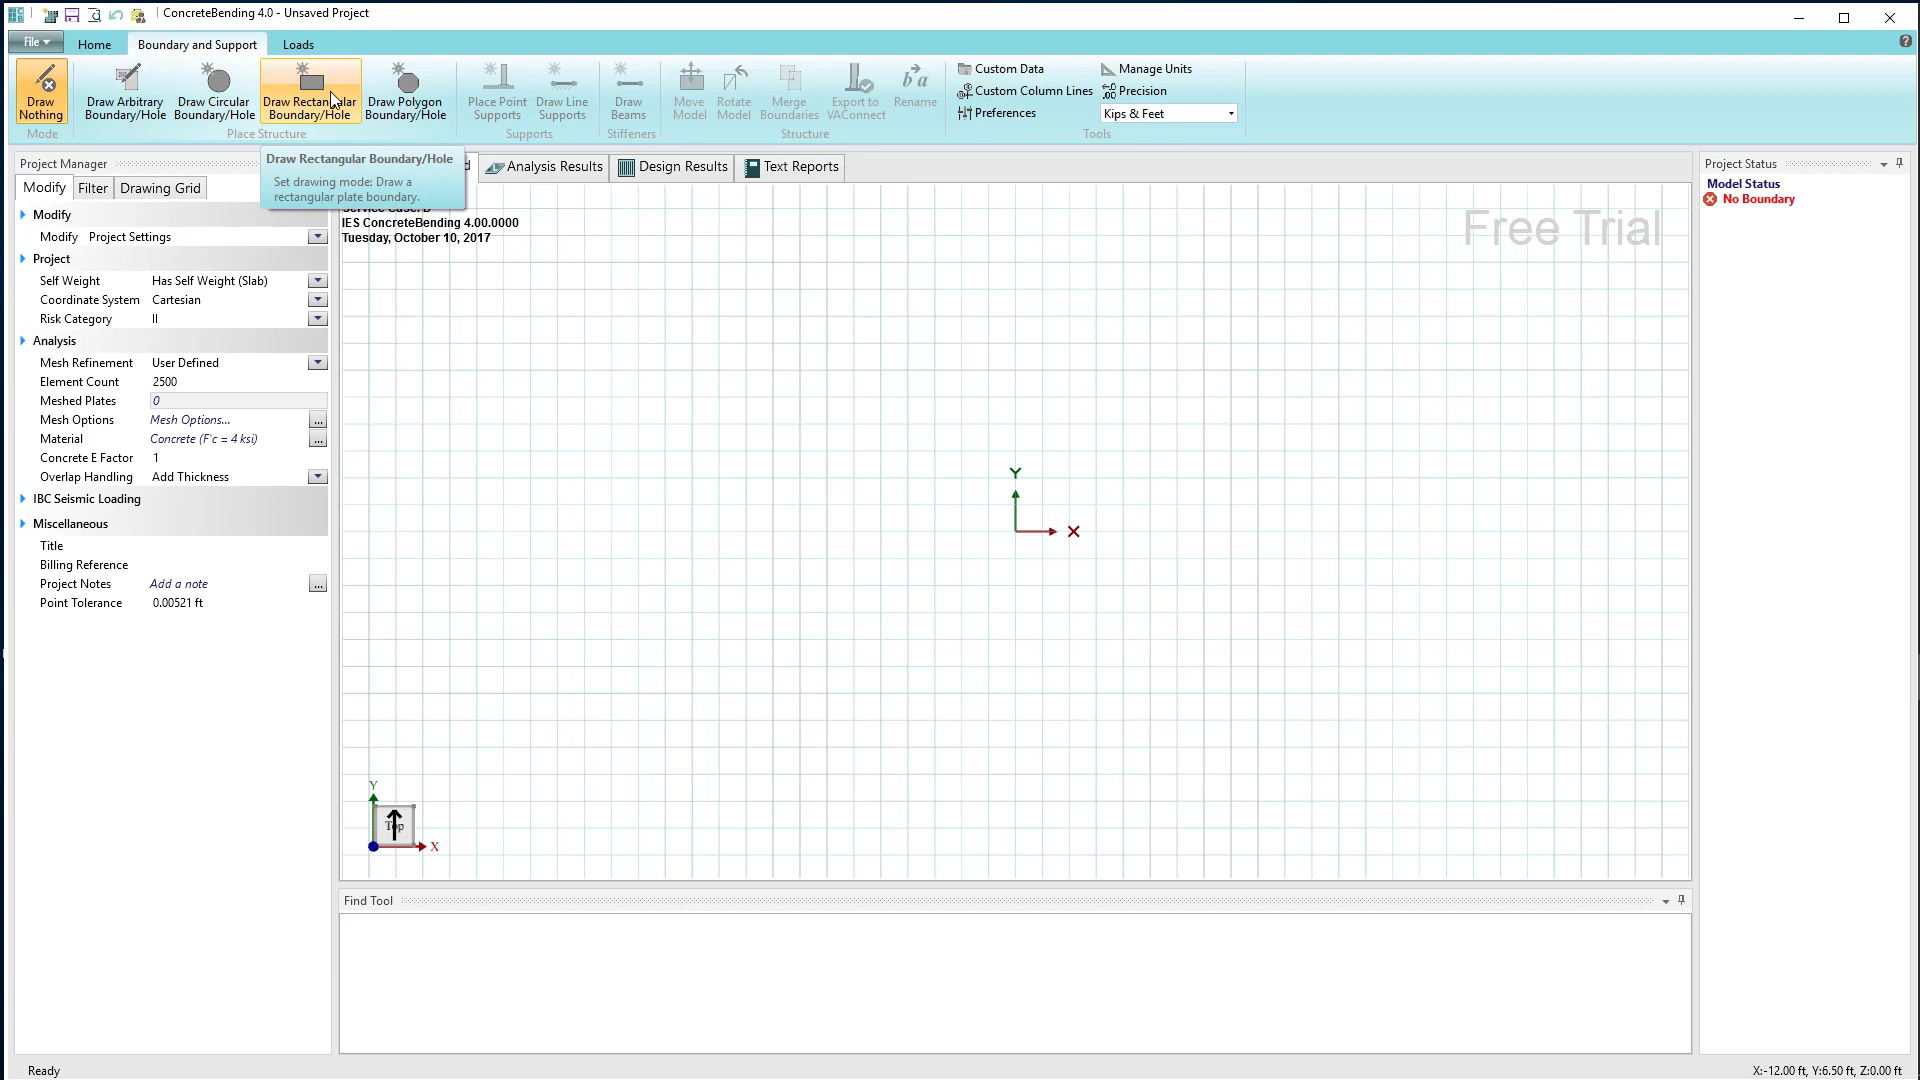 ConcreteBending 4.0 - Unsaved Project
File Home Boundary and Support Loads
Draw Nothing
Draw Arbitrary Boundary/Hole
Draw Circular Boundary/Hole
Draw Rectangular Boundary/Hole
Draw Polygon Boundary/Hole
Place Point Supports
Draw Line Supports
Draw Beams
Move Model
Rotate Model
Merge Boundaries
Export to VAConnect
Rename
Custom Data
Custom Column Lines
Preferences
Manage Units
Precision
Kips & Feet
Mode Place Structure Supports Stiffeners Structure Tools
Draw Rectangular Boundary/Hole
Set drawing mode: Draw a
rectangular plate boundary.
Project Manager
Modify Filter Drawing Grid
Modify
Modify Project Settings
Project
Self Weight Has Self Weight (Slab)
Coordinate System Cartesian
Risk Category II
Analysis
Mesh Refinement User Defined
Element Count 2500
Meshed Plates 0
Mesh Options Mesh Options... ...
Material Concrete (F'c = 4 ksi) ...
Concrete E Factor 1
Overlap Handling Add Thickness
IBC Seismic Loading
Miscellaneous
Title
Billing Reference
Project Notes Add a note ...
Point Tolerance 0.00521 ft
Analysis Results Design Results Text Reports
IES ConcreteBending 4.00.0000
Tuesday, October 10, 2017
Free Trial
Y
X
Y
Top
X
Find Tool
Project Status
Model Status
No Boundary
Ready
X:-12.00 ft, Y:6.50 ft, Z:0.00 ft